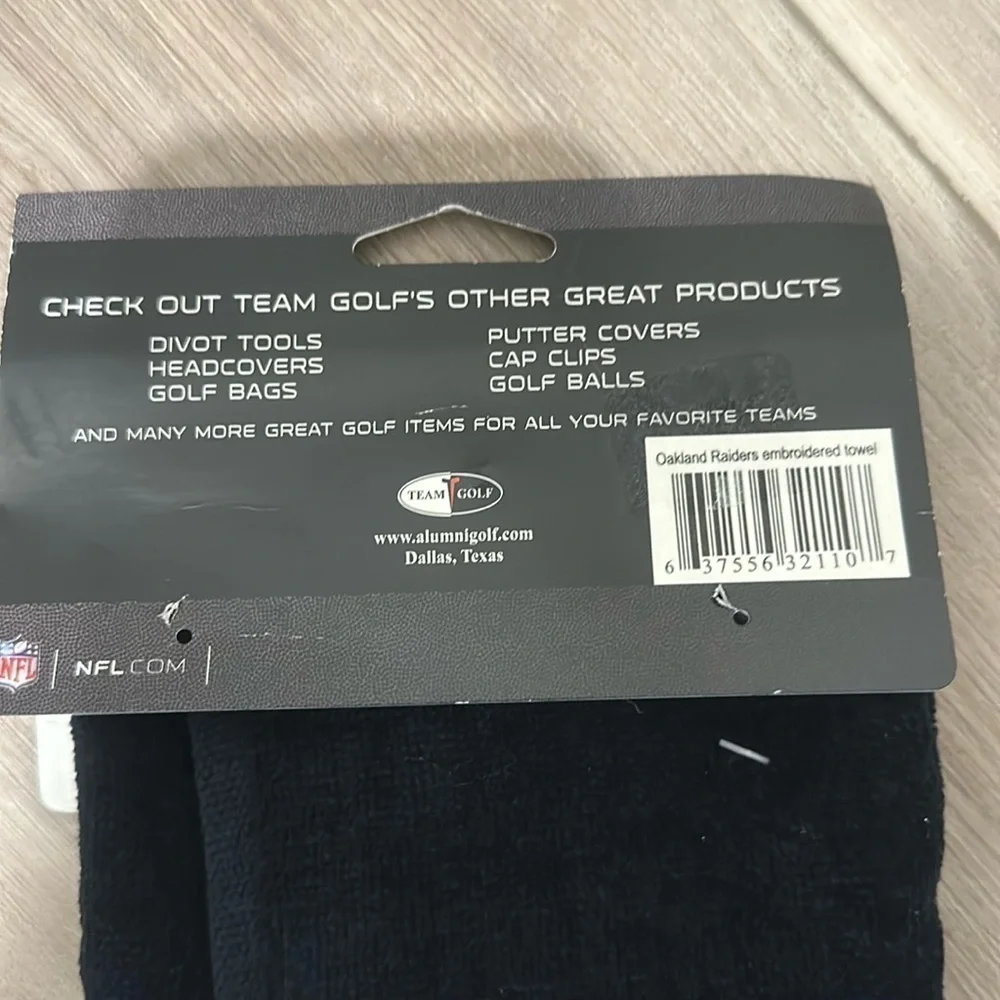 CHECK OUT TEAM GOLF'S OTHER GREAT PRODUCTS
DIVOT TOOLS
HEADCOVERS
GOLF BAGS
PUTTER COVERS
CAP CLIPS
GOLF BALLS
AND MANY MORE GREAT GOLF ITEMS FOR ALL YOUR FAVORITE TEAMS
TEAM GOLF
www.alumnigolf.com
Dallas, Texas
Oakland Raiders embroidered towel
6 37556 32110 7
NFL
NFL.COM